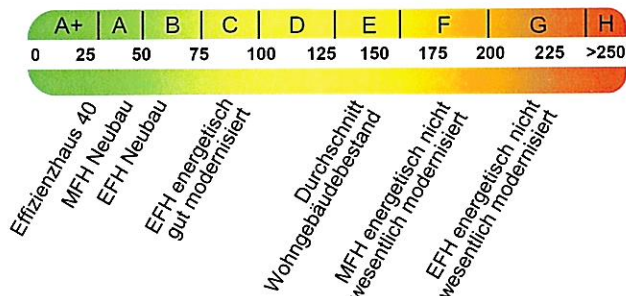 A+ A B C D E F G H
0 25 50 75 100 125 150 175 200 225 >250
Effizienzhaus 40
MFH Neubau
EFH Neubau
EFH energetisch
gut modernisiert
Durchschnitt
Wohngebäudebestand
MFH energetisch nicht
wesentlich modernisiert
EFH energetisch nicht
wesentlich modernisiert